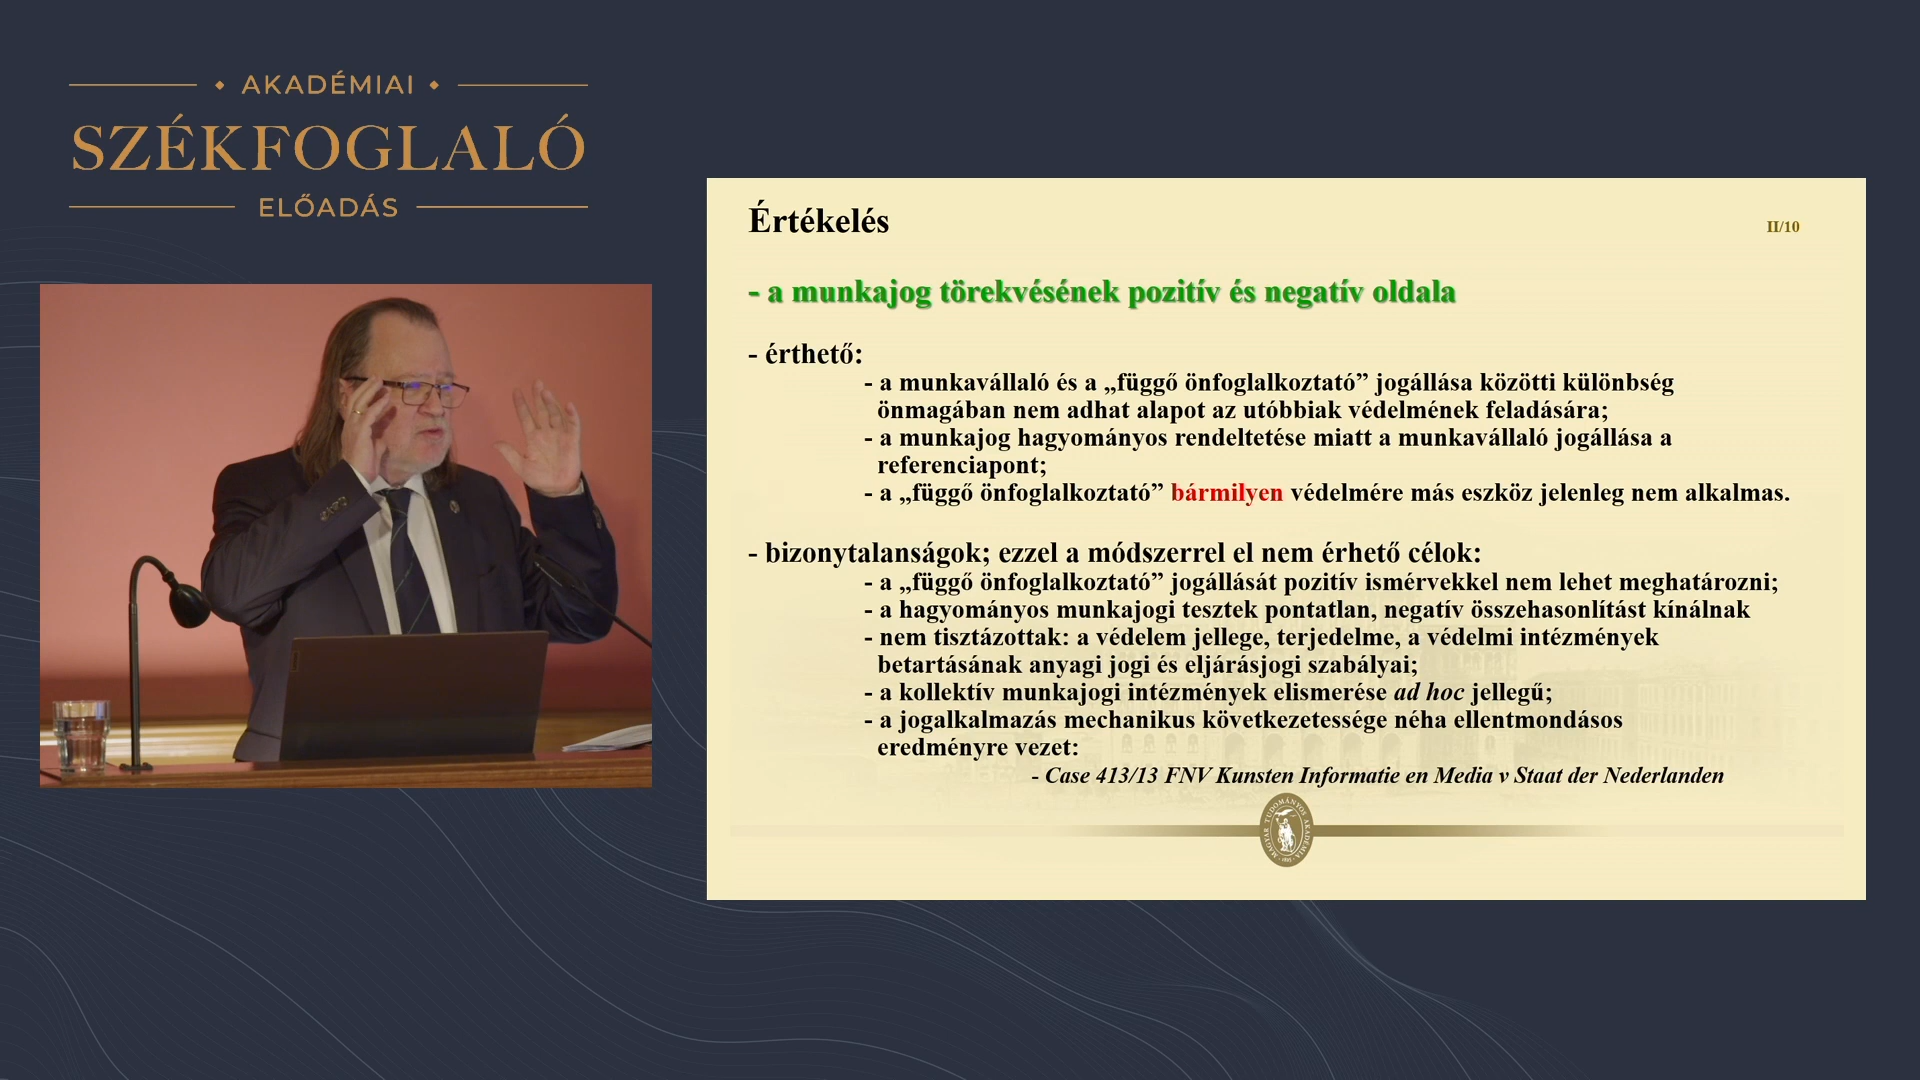 AKADÉMIAI
SZÉKFOGLALÓ
ELŐADÁS
Értékelés
II/10
- a munkajog törekvésének pozitív és negatív oldala
- érthető:
- a munkavállaló és a „függő önfoglalkoztató” jogállása közötti különbség
önmagában nem adhat alapot az utóbbiak védelmének feladására;
- a munkajog hagyományos rendeltetése miatt a munkavállaló jogállása a
referenciapont;
- a „függő önfoglalkoztató” bármilyen védelmére más eszköz jelenleg nem alkalmas.
- bizonytalanságok; ezzel a módszerrel el nem érhető célok:
- a „függő önfoglalkoztató” jogállását pozitív ismérvekkel nem lehet meghatározni;
- a hagyományos munkajogi tesztek pontatlan, negatív összehasonlítást kínálnak
- nem tisztázottak: a védelem jellege, terjedelme, a védelmi intézmények
betartásának anyagi jogi és eljárásjogi szabályai;
- a kollektív munkajogi intézmények elismerése ad hoc jellegű;
- a jogalkalmazás mechanikus következetessége néha ellentmondásos
eredményre vezet:
- Case 413/13 FNV Kunsten Informatie en Media v Staat der Nederlanden
MAGYAR TUDOMÁNYOS AKADÉMIA